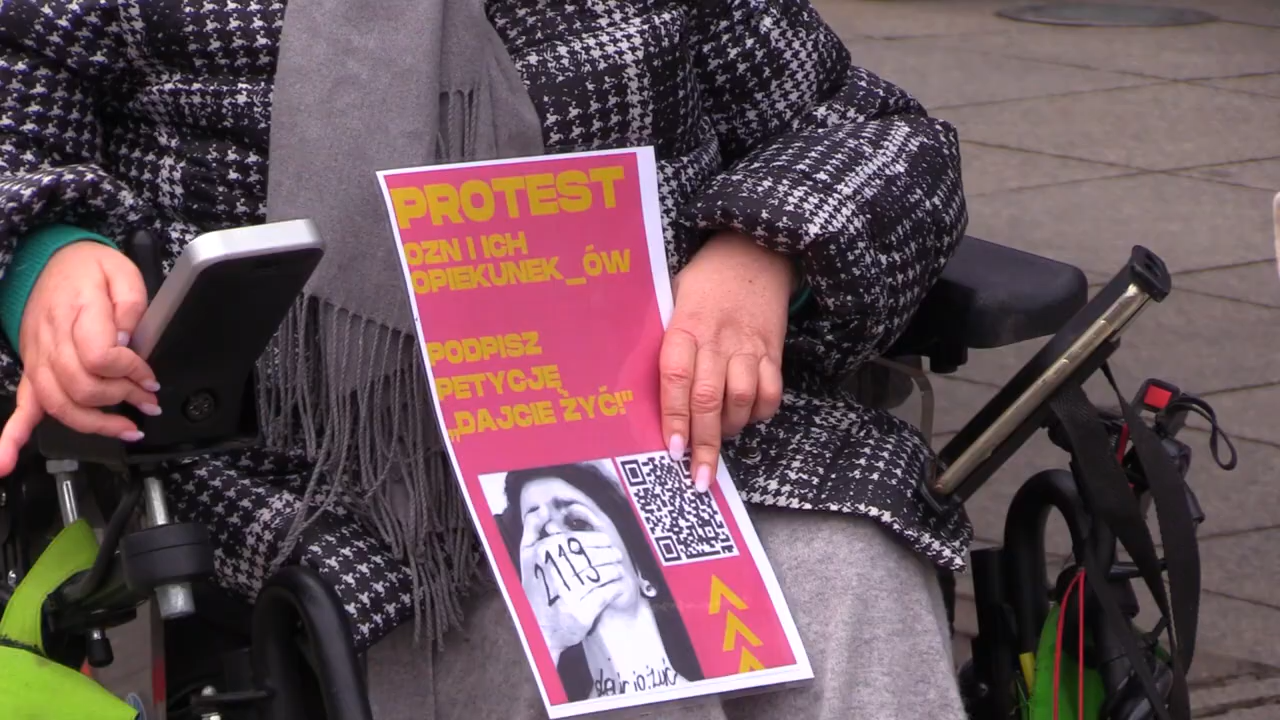 PROTEST
OZN I ICH
OPIEKUNEK_ÓW
PODPISZ
PETYCJĘ
„DAJCIE ŻYĆ!"
2119